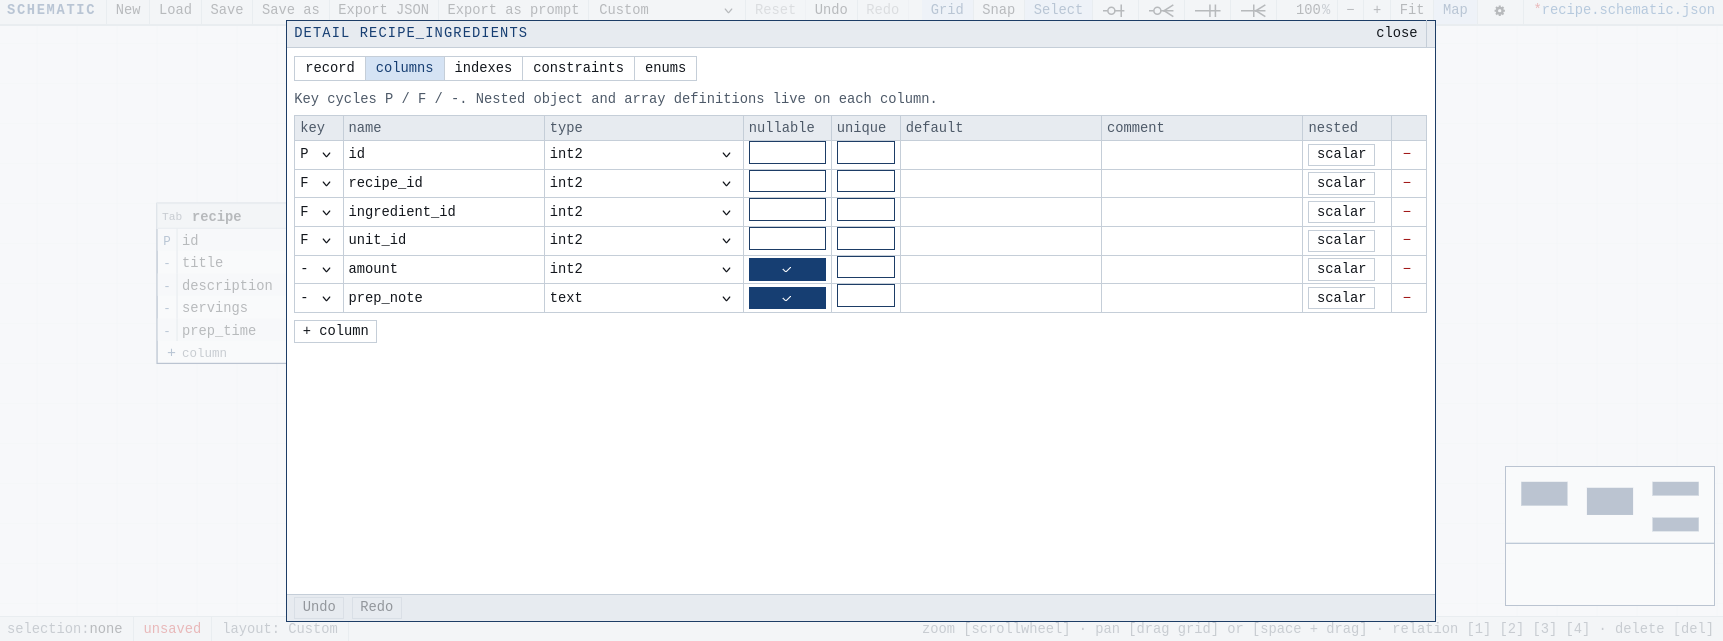 SCHEMATIC New Load Save Save as Export JSON Export as prompt Custom Reset Undo Redo Grid Snap Select 100% − + Fit Map *recipe.schematic.json
DETAIL RECIPE_INGREDIENTS close
record columns indexes constraints enums
Key cycles P / F / -. Nested object and array definitions live on each column.
key name type nullable unique default comment nested
P id int2 scalar −
F recipe_id int2 scalar −
F ingredient_id int2 scalar −
F unit_id int2 scalar −
- amount int2 ✓ scalar −
- prep_note text ✓ scalar −
+ column
Tab recipe
P id
- title
- description
- servings
- prep_time
+ column
Undo Redo
selection:none unsaved layout: Custom zoom [scrollwheel] · pan [drag grid] or [space + drag] · relation [1] [2] [3] [4] · delete [del]